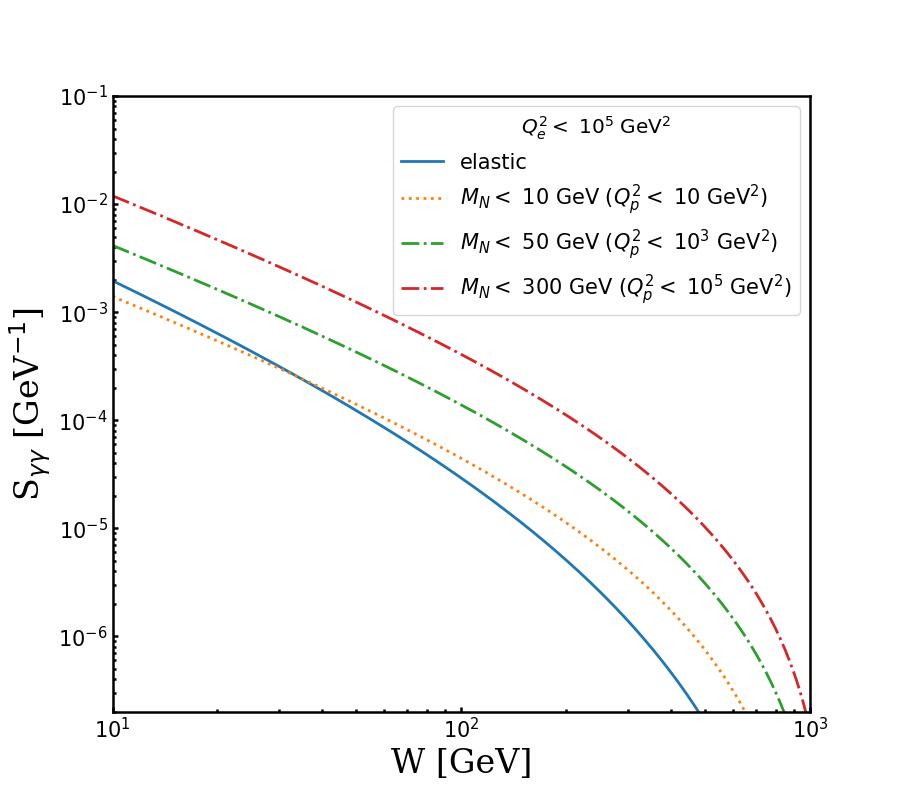 Q_e^2 < 10^5 GeV^2
elastic
M_N < 10 GeV (Q_p^2 < 10 GeV^2)
M_N < 50 GeV (Q_p^2 < 10^3 GeV^2)
M_N < 300 GeV (Q_p^2 < 10^5 GeV^2)
S_γγ [GeV^−1]
10^−1
10^−2
10^−3
10^−4
10^−5
10^−6
10^1 10^2 10^3
W [GeV]